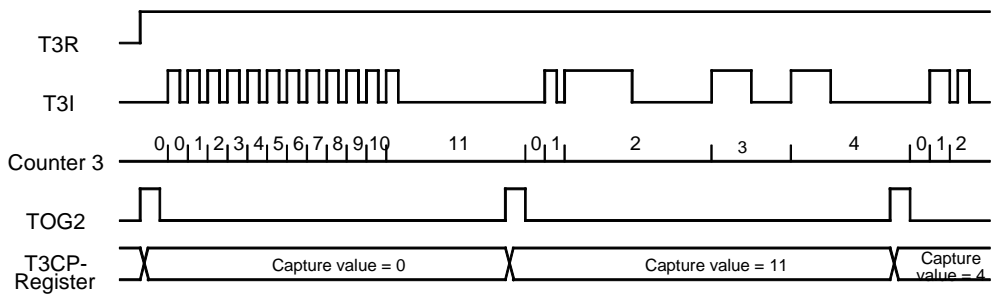 T3R
T3I
0 0 1 2 3 4 5 6 7 8 9 10 11 0 1 2 3 4 0 1 2
Counter 3
TOG2
T3CP-
Register
Capture value = 0
Capture value = 11
Capture
value = 4